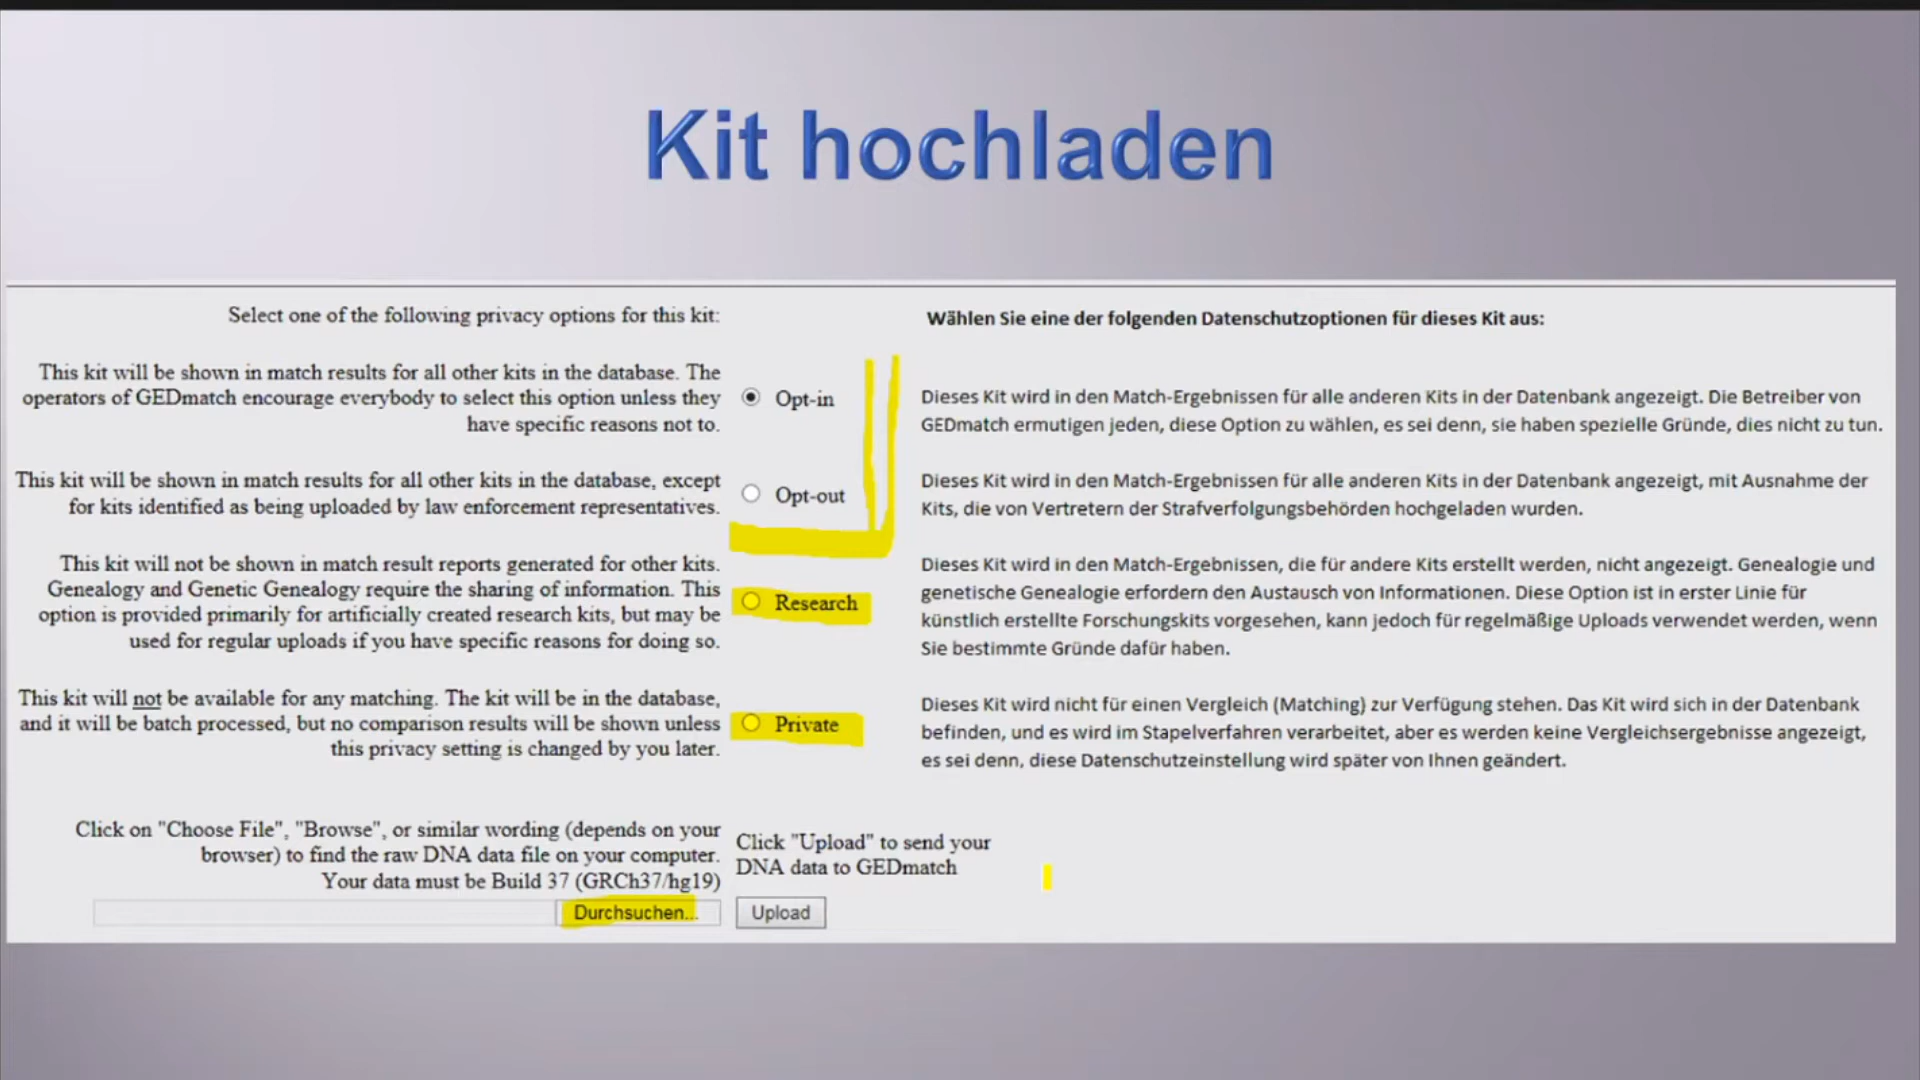 Kit hochladen
Select one of the following privacy options for this kit:
Wählen Sie eine der folgenden Datenschutzoptionen für dieses Kit aus:
This kit will be shown in match results for all other kits in the database. The
operators of GEDmatch encourage everybody to select this option unless they
have specific reasons not to.
Opt-in
Dieses Kit wird in den Match-Ergebnissen für alle anderen Kits in der Datenbank angezeigt. Die Betreiber von
GEDmatch ermutigen jeden, diese Option zu wählen, es sei denn, sie haben spezielle Gründe, dies nicht zu tun.
This kit will be shown in match results for all other kits in the database, except
for kits identified as being uploaded by law enforcement representatives.
Opt-out
Dieses Kit wird in den Match-Ergebnissen für alle anderen Kits in der Datenbank angezeigt, mit Ausnahme der
Kits, die von Vertretern der Strafverfolgungsbehörden hochgeladen wurden.
This kit will not be shown in match result reports generated for other kits.
Genealogy and Genetic Genealogy require the sharing of information. This
option is provided primarily for artificially created research kits, but may be
used for regular uploads if you have specific reasons for doing so.
Research
Dieses Kit wird in den Match-Ergebnissen, die für andere Kits erstellt werden, nicht angezeigt. Genealogie und
genetische Genealogie erfordern den Austausch von Informationen. Diese Option ist in erster Linie für
künstlich erstellte Forschungskits vorgesehen, kann jedoch für regelmäßige Uploads verwendet werden, wenn
Sie bestimmte Gründe dafür haben.
This kit will not be available for any matching. The kit will be in the database,
and it will be batch processed, but no comparison results will be shown unless
this privacy setting is changed by you later.
Private
Dieses Kit wird nicht für einen Vergleich (Matching) zur Verfügung stehen. Das Kit wird sich in der Datenbank
befinden, und es wird im Stapelverfahren verarbeitet, aber es werden keine Vergleichsergebnisse angezeigt,
es sei denn, diese Datenschutzeinstellung wird später von Ihnen geändert.
Click on "Choose File", "Browse", or similar wording (depends on your
browser) to find the raw DNA data file on your computer.
Your data must be Build 37 (GRCh37/hg19)
Click "Upload" to send your
DNA data to GEDmatch
Durchsuchen...
Upload